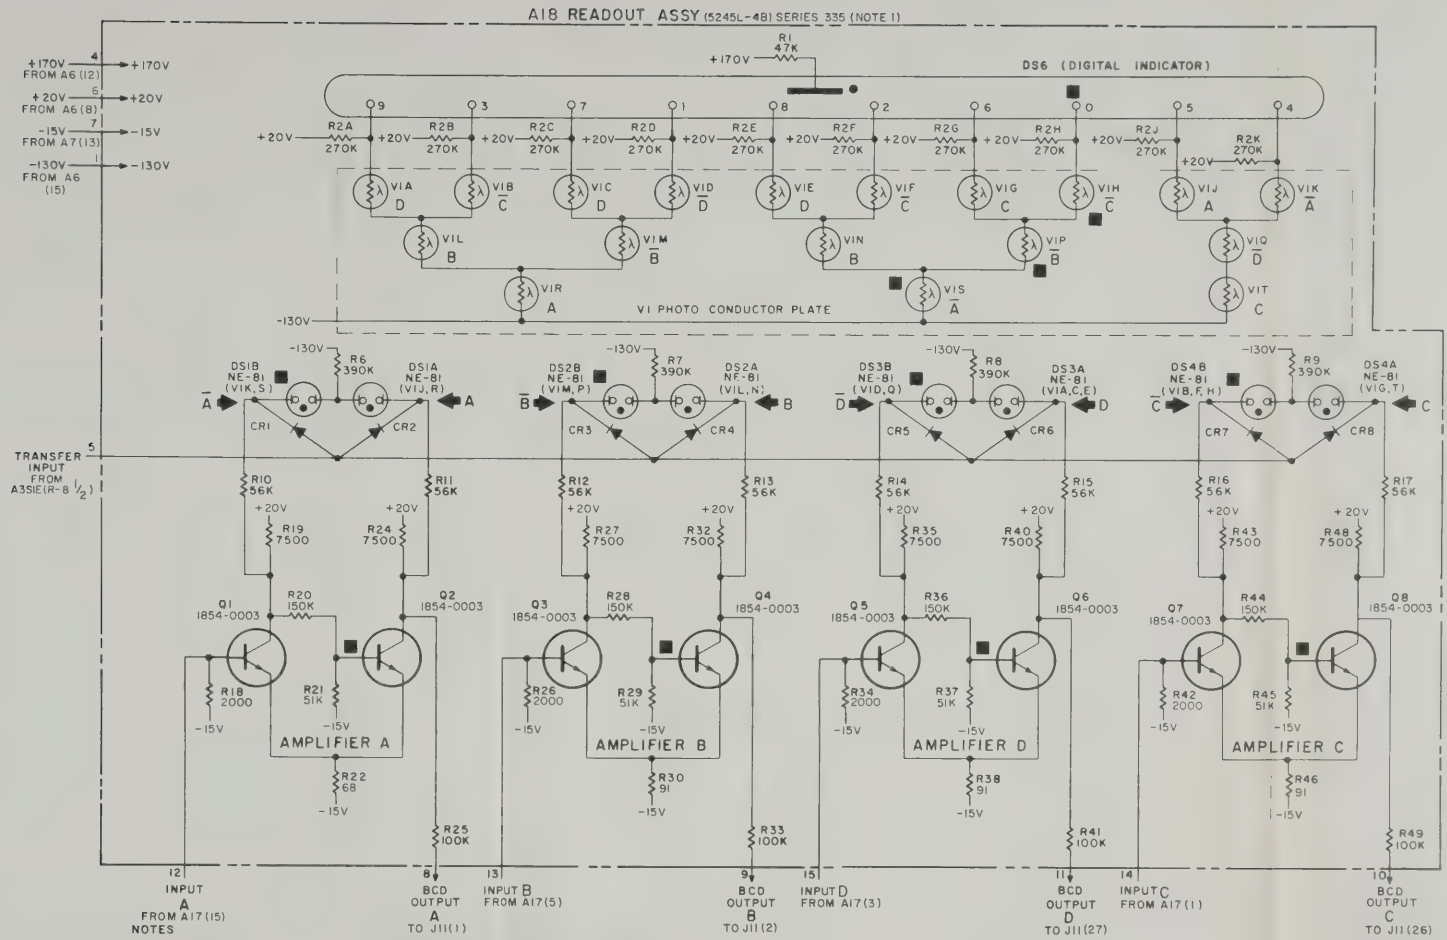 A18 READOUT ASSY (5245L-4B) SERIES 335 (NOTE 1)
4
+170V → +170V
FROM A6 (12)
6
+20V → +20V
FROM A6 (8)
7
-15V → -15V
FROM A7 (13)
1
-130V → -130V
FROM A6
(15)
R1
47K
+170V
DS6 (DIGITAL INDICATOR)
9 3 7 1 8 2 6 0 5 4
+20V R2A 270K
+20V R2B 270K
+20V R2C 270K
+20V R2D 270K
+20V R2E 270K
+20V R2F 270K
+20V R2G 270K
+20V R2H 270K
+20V R2J 270K
+20V R2K 270K
V1A D
V1B C̅
V1C D
V1D D̅
V1E D
V1F C̅
V1G C
V1H C̅
V1J A
V1K A̅
V1L B
V1M B̅
V1N B
V1P B̅
V1Q D̅
V1R A
V1S A̅
V1T C
V1 PHOTO CONDUCTOR PLATE
-130V
-130V R6 390K
DS1B NE-81 (V1K, S)
DS1A NE-81 (V1J, R)
A̅ A
CR1 CR2
-130V R7 390K
DS2B NE-81 (V1M, P)
DS2A NE-81 (V1L, N)
B̅ B
CR3 CR4
-130V R8 390K
DS3B NE-81 (V1D, Q)
DS3A NE-81 (V1A, C, E)
D̅ D
CR5 CR6
-130V R9 390K
DS4B NE-81 (V1B, F, H)
DS4A NE-81 (V1G, T)
C̅ C
CR7 CR8
5
TRANSFER
INPUT
FROM
A3S1E(R-8 1/2)
R10 56K
R11 56K
R12 56K
R13 56K
R14 56K
R15 56K
R16 56K
R17 56K
+20V R19 7500
+20V R24 7500
+20V R27 7500
+20V R32 7500
+20V R35 7500
+20V R40 7500
+20V R43 7500
+20V R48 7500
Q1 1854-0003
R20 150K
Q2 1854-0003
Q3 1854-0003
R28 150K
Q4 1854-0003
Q5 1854-0003
R36 150K
Q6 1854-0003
Q7 1854-0003
R44 150K
Q8 1854-0003
R18 2000 -15V
R21 51K -15V
R26 2000 -15V
R29 51K -15V
R34 2000 -15V
R37 51K -15V
R42 2000 -15V
R45 51K -15V
AMPLIFIER A
AMPLIFIER B
AMPLIFIER D
AMPLIFIER C
R22 68 -15V
R30 91 -15V
R38 91 -15V
R46 91 -15V
R25 100K
R33 100K
R41 100K
R49 100K
12
INPUT
A
FROM A17 (15)
8
BCD
OUTPUT
A
TO J11 (1)
13
INPUT B
FROM A17 (5)
9
BCD
OUTPUT
B
TO J11 (2)
15
INPUT D
FROM A17 (3)
11
BCD
OUTPUT
D
TO J11 (27)
14
INPUT C
FROM A17 (1)
10
BCD
OUTPUT
C
TO J11 (26)
NOTES